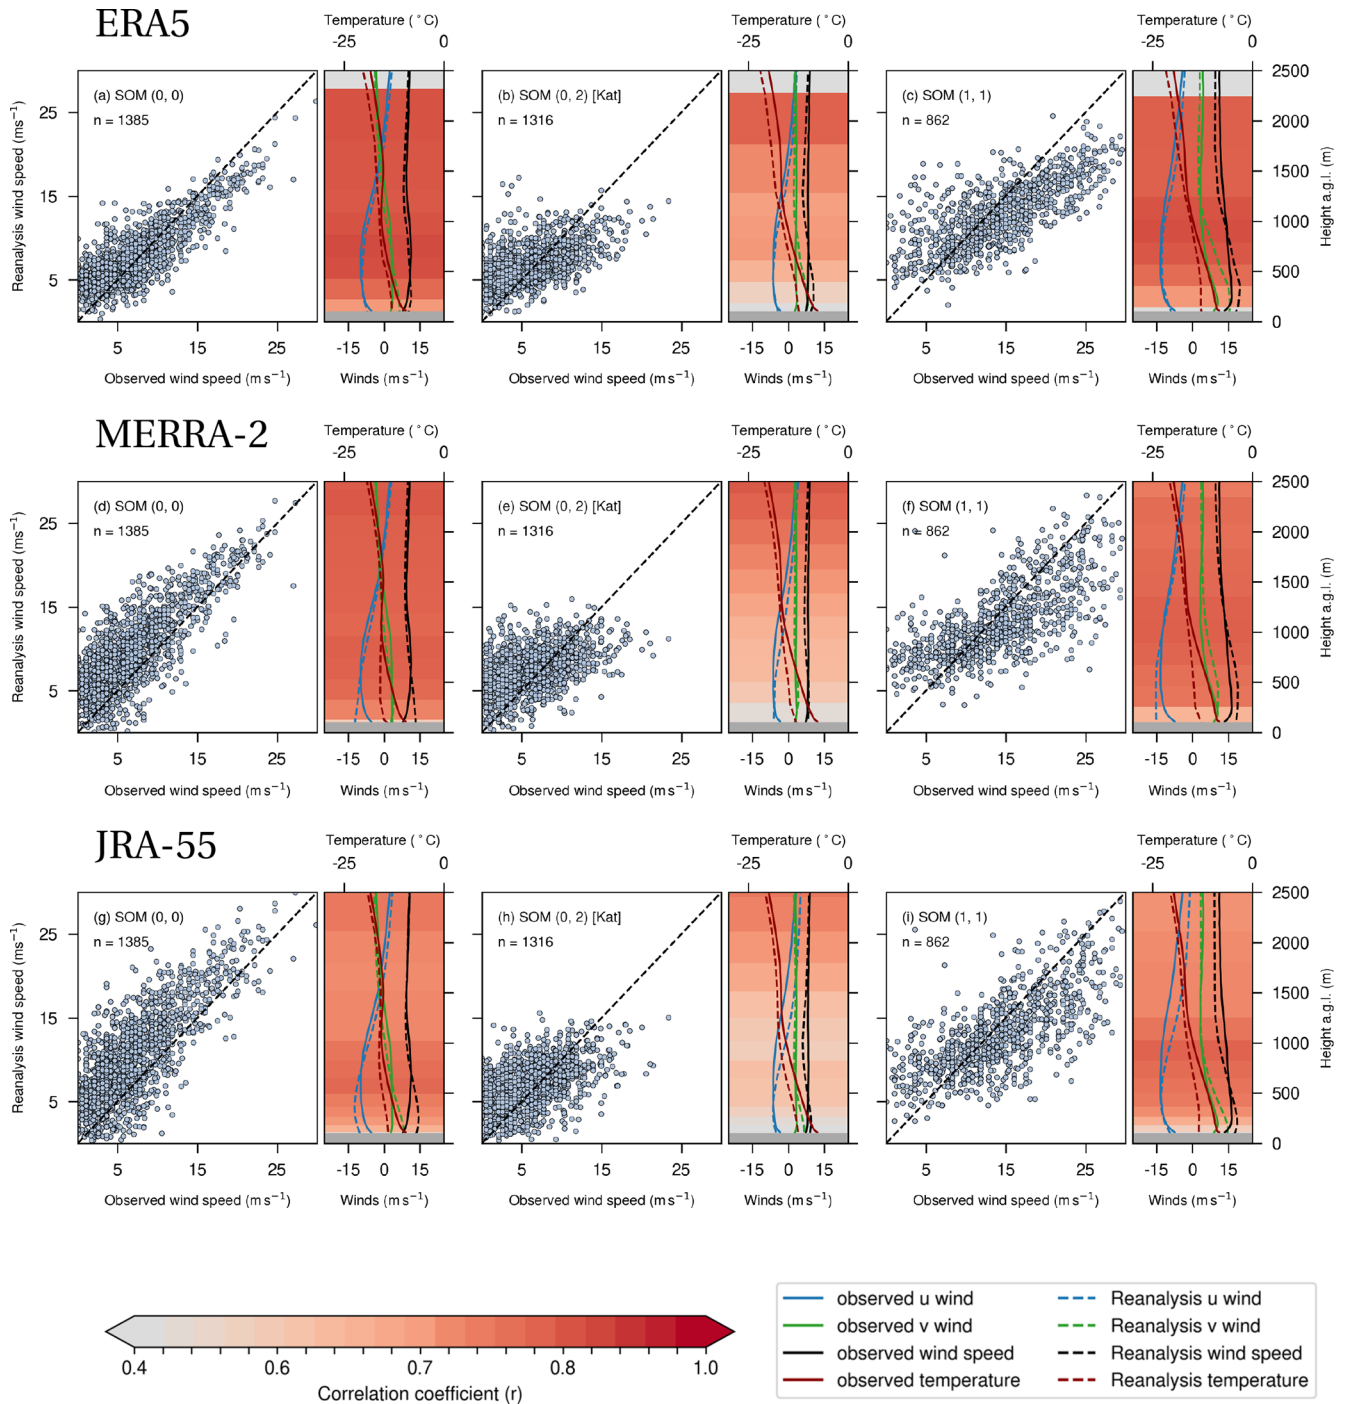 ERA5
Temperature (°C)
-25 0
Temperature (°C)
-25 0
Temperature (°C)
-25 0
Reanalysis wind speed (ms⁻¹)
25
15
5
(a) SOM (0, 0)
n = 1385
(b) SOM (0, 2) [Kat]
n = 1316
(c) SOM (1, 1)
n = 862
2500
2000
1500
1000
500
0
Height a.g.l. (m)
5 15 25
-15 0 15
5 15 25
-15 0 15
5 15 25
-15 0 15
Observed wind speed (m s⁻¹)
Winds (m s⁻¹)
Observed wind speed (m s⁻¹)
Winds (m s⁻¹)
Observed wind speed (m s⁻¹)
Winds (m s⁻¹)
MERRA-2
Temperature (°C)
-25 0
Temperature (°C)
-25 0
Temperature (°C)
-25 0
Reanalysis wind speed (ms⁻¹)
25
15
5
(d) SOM (0, 0)
n = 1385
(e) SOM (0, 2) [Kat]
n = 1316
(f) SOM (1, 1)
n = 862
2500
2000
1500
1000
500
0
Height a.g.l. (m)
5 15 25
-15 0 15
5 15 25
-15 0 15
5 15 25
-15 0 15
Observed wind speed (m s⁻¹)
Winds (m s⁻¹)
Observed wind speed (m s⁻¹)
Winds (m s⁻¹)
Observed wind speed (m s⁻¹)
Winds (m s⁻¹)
JRA-55
Temperature (°C)
-25 0
Temperature (°C)
-25 0
Temperature (°C)
-25 0
Reanalysis wind speed (ms⁻¹)
25
15
5
(g) SOM (0, 0)
n = 1385
(h) SOM (0, 2) [Kat]
n = 1316
(i) SOM (1, 1)
n = 862
2500
2000
1500
1000
500
0
Height a.g.l. (m)
5 15 25
-15 0 15
5 15 25
-15 0 15
5 15 25
-15 0 15
Observed wind speed (m s⁻¹)
Winds (m s⁻¹)
Observed wind speed (m s⁻¹)
Winds (m s⁻¹)
Observed wind speed (m s⁻¹)
Winds (m s⁻¹)
0.4 0.6 0.7 0.8 1.0
Correlation coefficient (r)
observed u wind
observed v wind
observed wind speed
observed temperature
Reanalysis u wind
Reanalysis v wind
Reanalysis wind speed
Reanalysis temperature